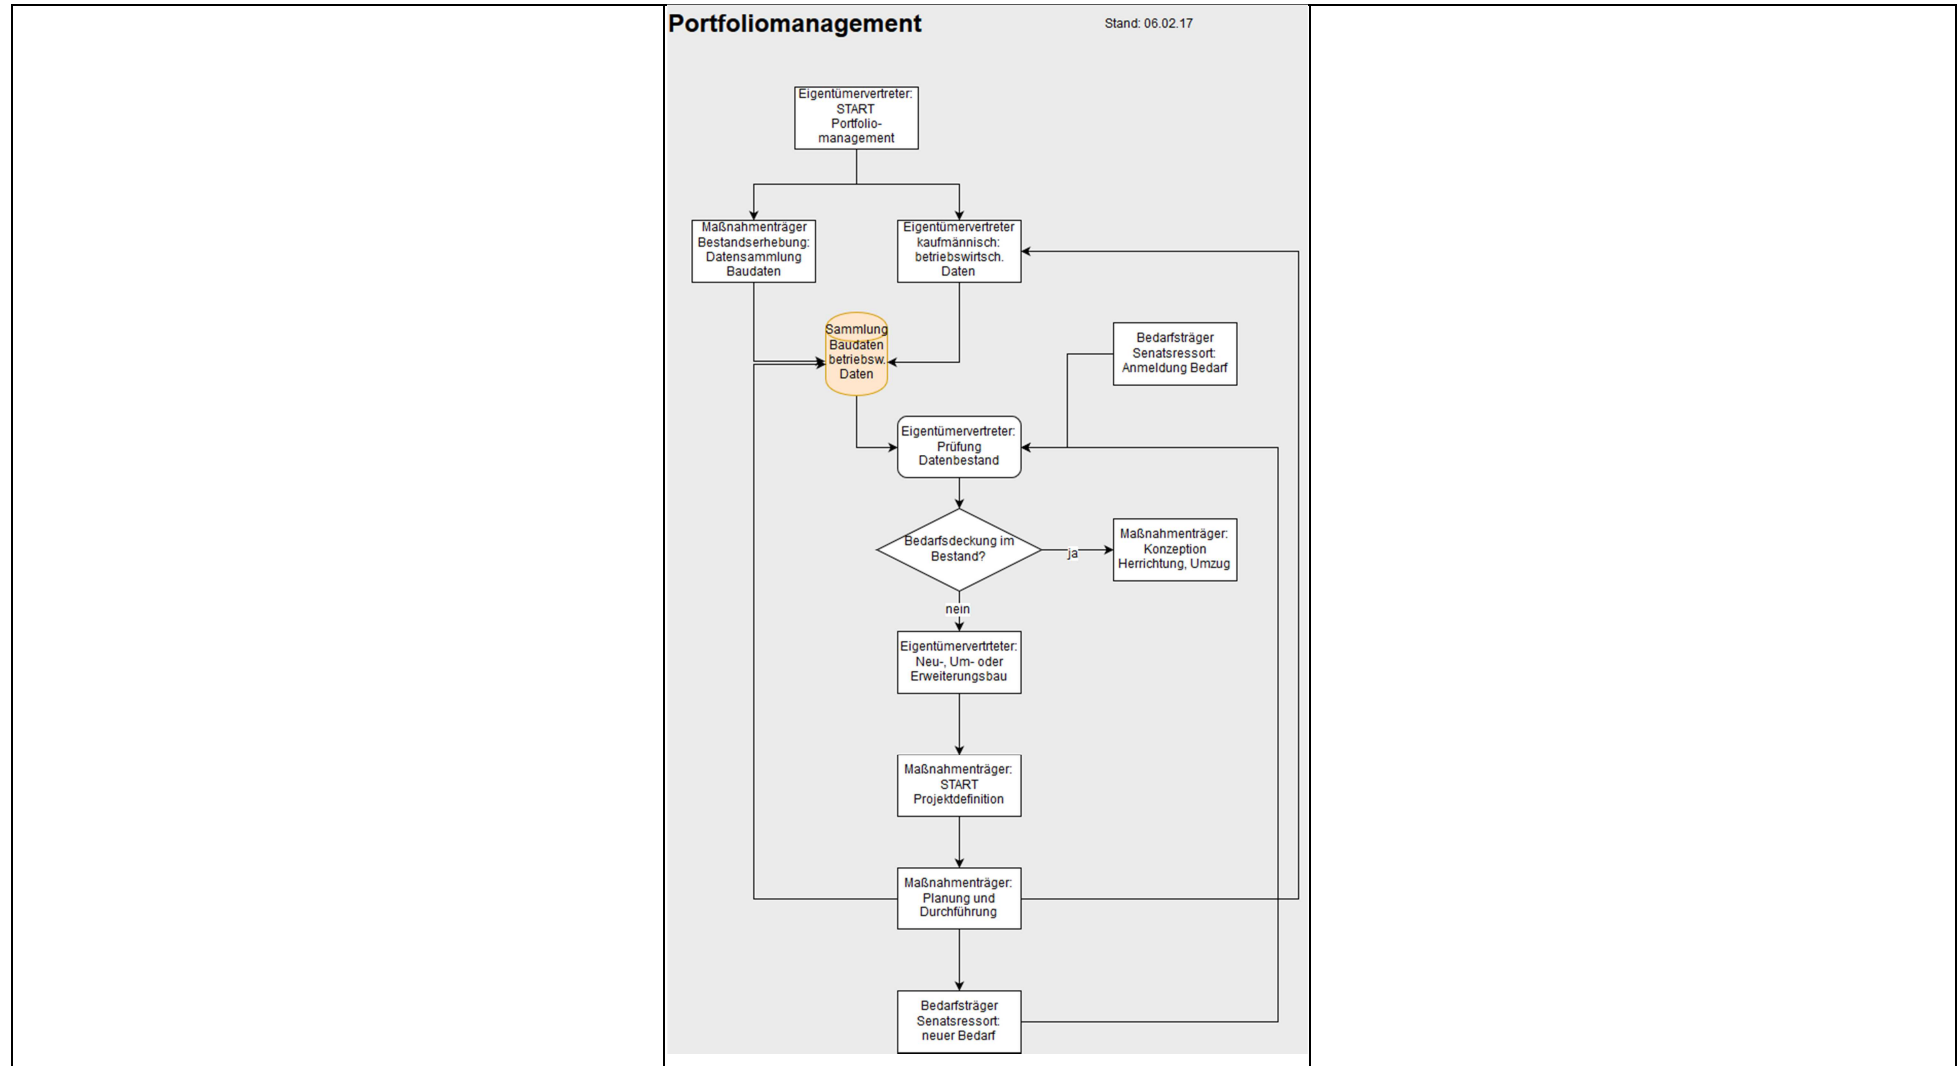 Portfoliomanagement
Stand: 06.02.17
Eigentümervertreter:
START
Portfolio-
management
Maßnahmenträger
Bestandserhebung:
Datensammlung
Baudaten
Eigentümervertreter
kaufmännisch:
betriebswirtsch.
Daten
Sammlung
Baudaten
betriebsw.
Daten
Bedarfsträger
Senatsressort:
Anmeldung Bedarf
Eigentümervertreter:
Prüfung
Datenbestand
Bedarfsdeckung im
Bestand?
ja
Maßnahmenträger:
Konzeption
Herrichtung, Umzug
nein
Eigentümervertrteter:
Neu-, Um- oder
Erweiterungsbau
Maßnahmenträger:
START
Projektdefinition
Maßnahmenträger:
Planung und
Durchführung
Bedarfsträger
Senatsressort:
neuer Bedarf